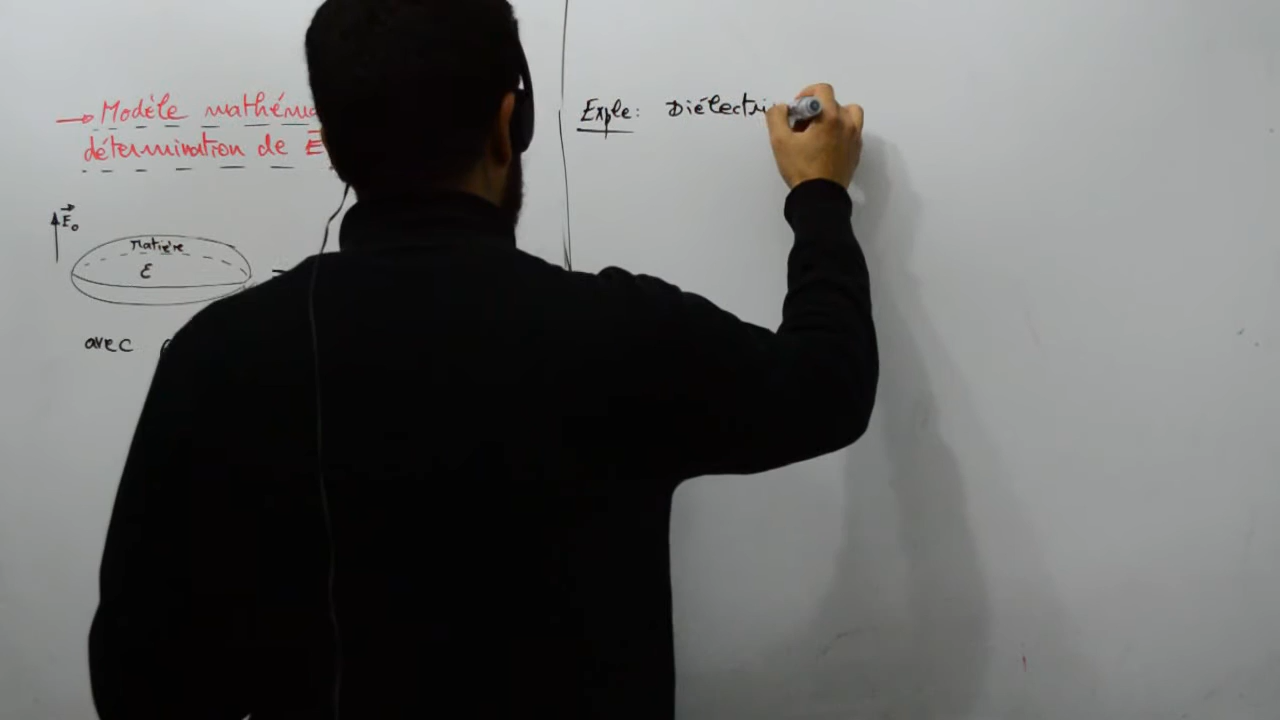 → Modèle mathéma
détermination de E
E₀
Matière
ε
avec
Exple: Diélectri